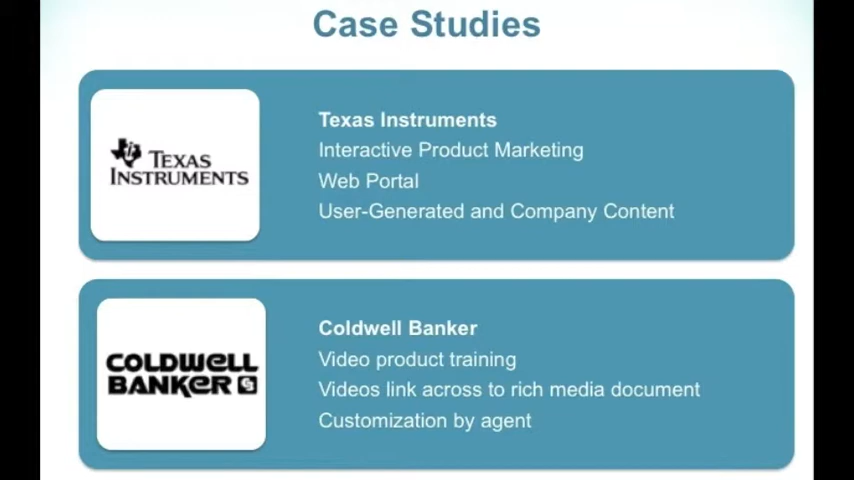 Case Studies
TEXAS
INSTRUMENTS
Texas Instruments
Interactive Product Marketing
Web Portal
User-Generated and Company Content
COLDWELL
BANKER
Coldwell Banker
Video product training
Videos link across to rich media document
Customization by agent